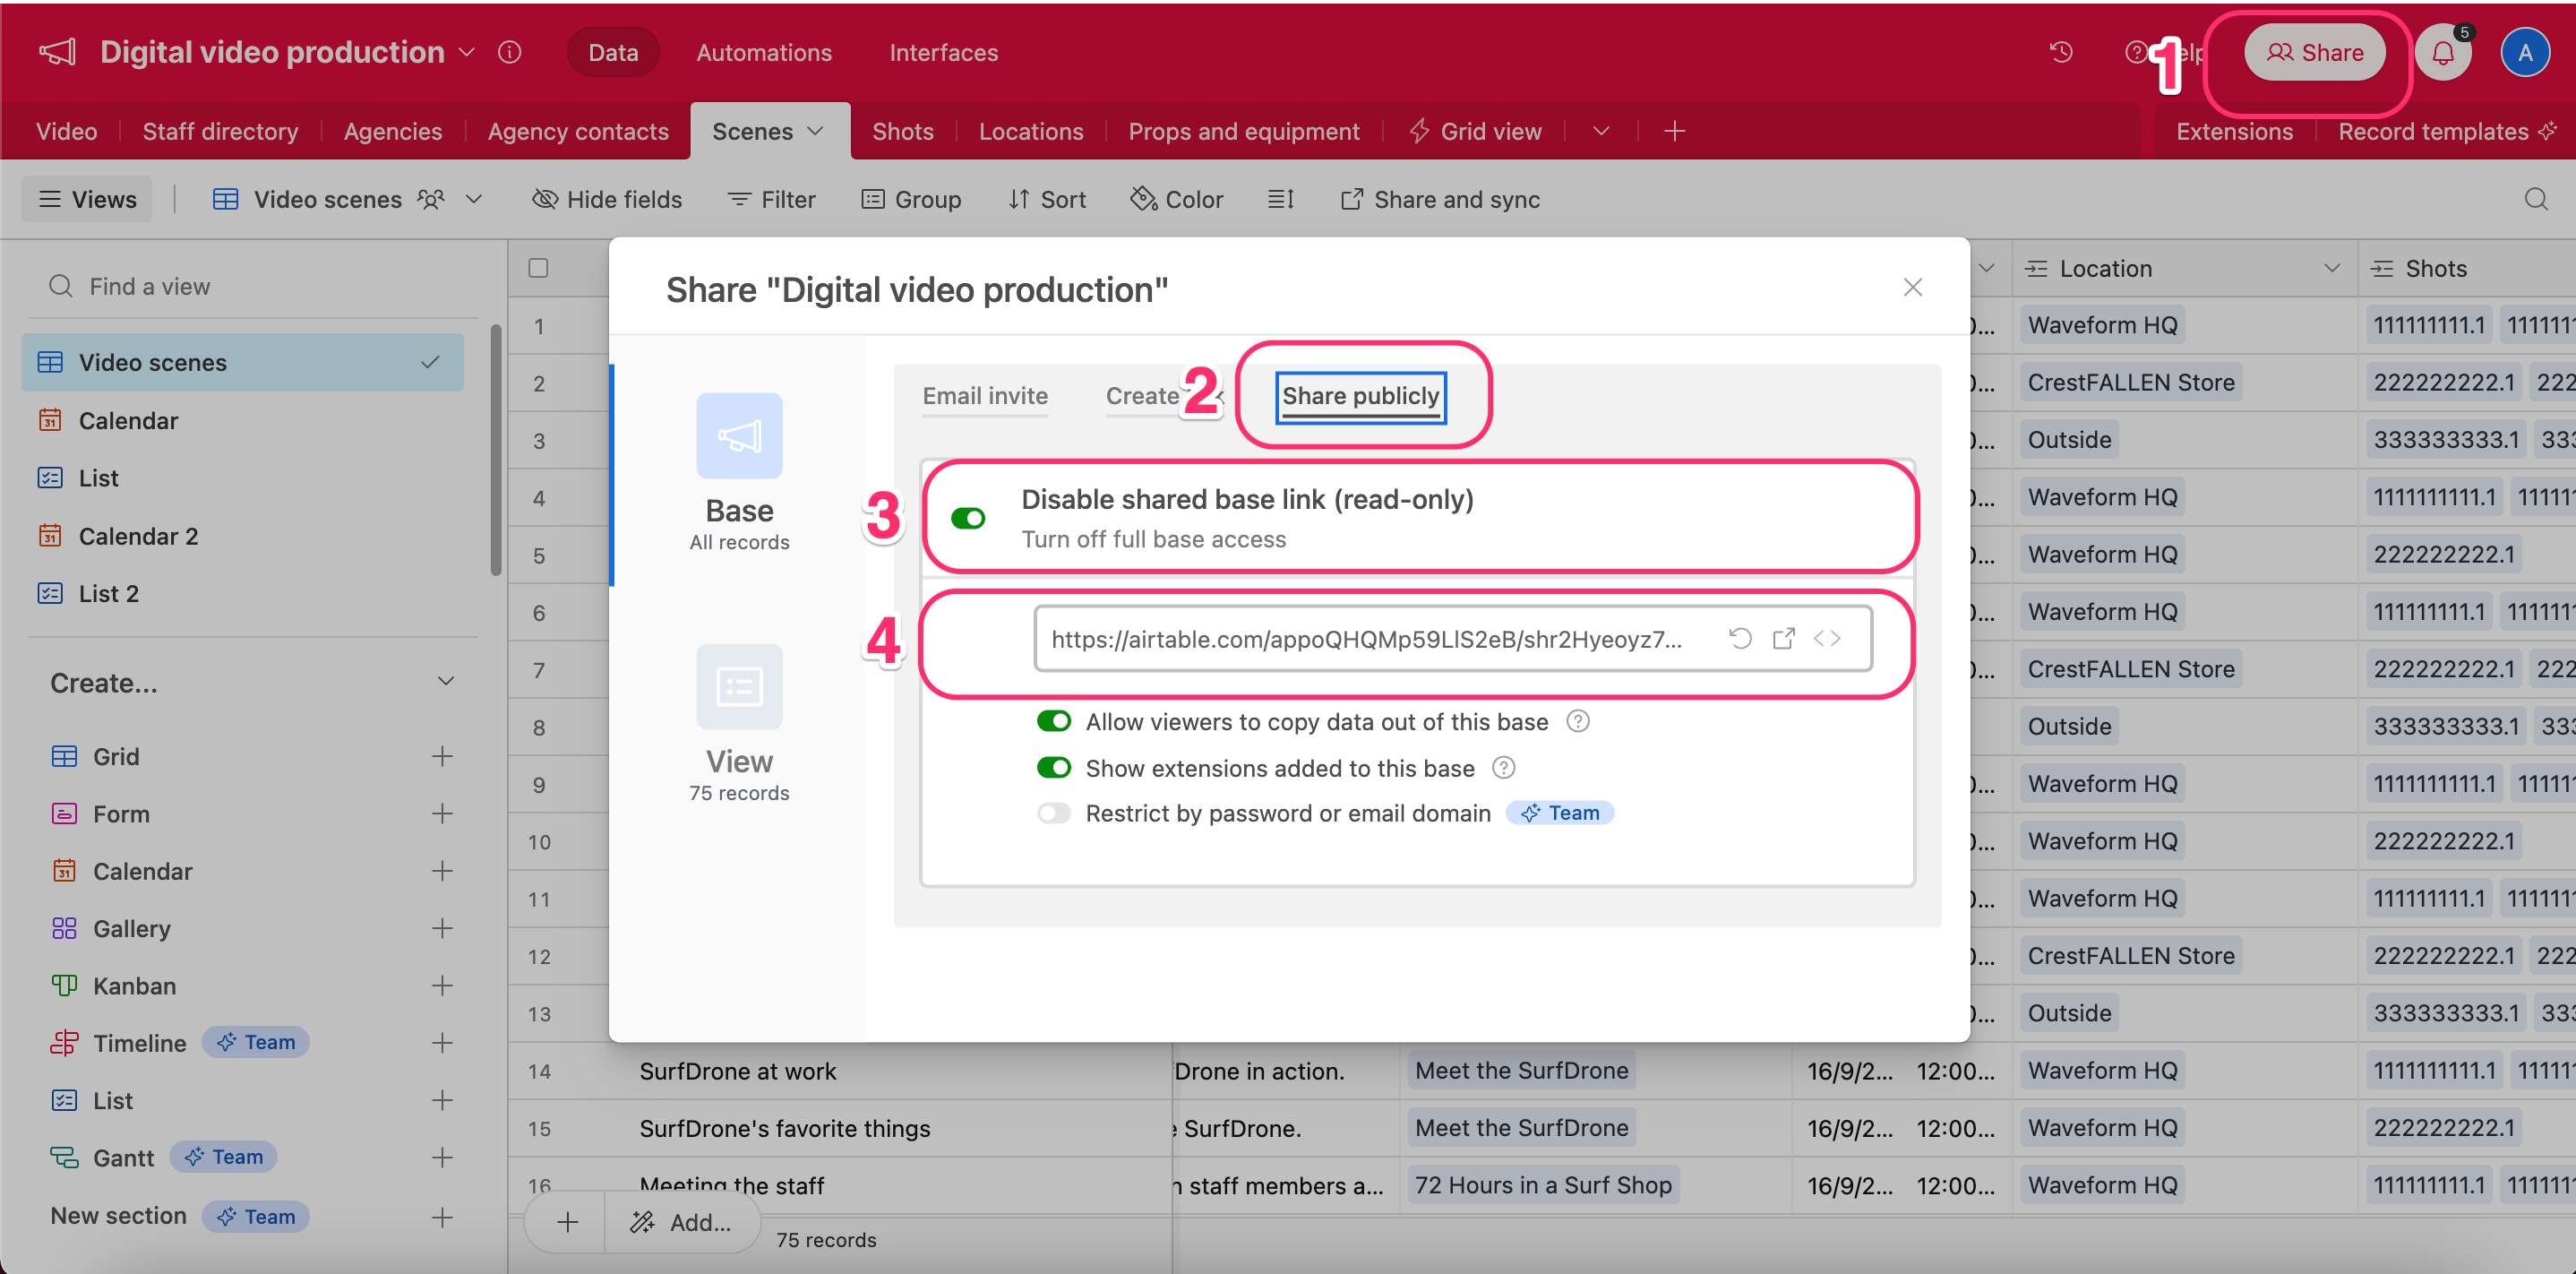 Digital video production
Data
Automations
Interfaces
1
Share
5
A
Video
Staff directory
Agencies
Agency contacts
Scenes
Shots
Locations
Props and equipment
Grid view
Extensions
Record templates
Views
Video scenes
Hide fields
Filter
Group
Sort
Color
Share and sync
Find a view
Video scenes
Calendar
List
Calendar 2
List 2
Create...
Grid
Form
Calendar
Gallery
Kanban
Timeline Team
List
Gantt Team
New section Team
Share "Digital video production"
Base
All records
View
75 records
Email invite
Create
2
Share publicly
3
Disable shared base link (read-only)
Turn off full base access
4
https://airtable.com/appoQHQMp59LlS2eB/shr2Hyeoyz7...
Allow viewers to copy data out of this base
Show extensions added to this base
Restrict by password or email domain Team
Location Shots
1 Waveform HQ 111111111.1
2 CrestFALLEN Store 222222222.1
3 Outside 333333333.1
4 Waveform HQ 1111111111.1
5 Waveform HQ 222222222.1
6 Waveform HQ 111111111.1
7 CrestFALLEN Store 222222222.1
8 Outside 333333333.1
9 Waveform HQ 1111111111.1
10 Waveform HQ 222222222.1
11 Waveform HQ 111111111.1
12 CrestFALLEN Store 222222222.1
13 Outside 333333333.1
14 SurfDrone at work Drone in action. Meet the SurfDrone 16/9/2... 12:00... Waveform HQ 1111111111.1
15 SurfDrone's favorite things SurfDrone. Meet the SurfDrone 16/9/2... 12:00... Waveform HQ 222222222.1
16 Meeting the staff staff members a... 72 Hours in a Surf Shop 16/9/2... 12:00... Waveform HQ 111111111.1
Add...
75 records